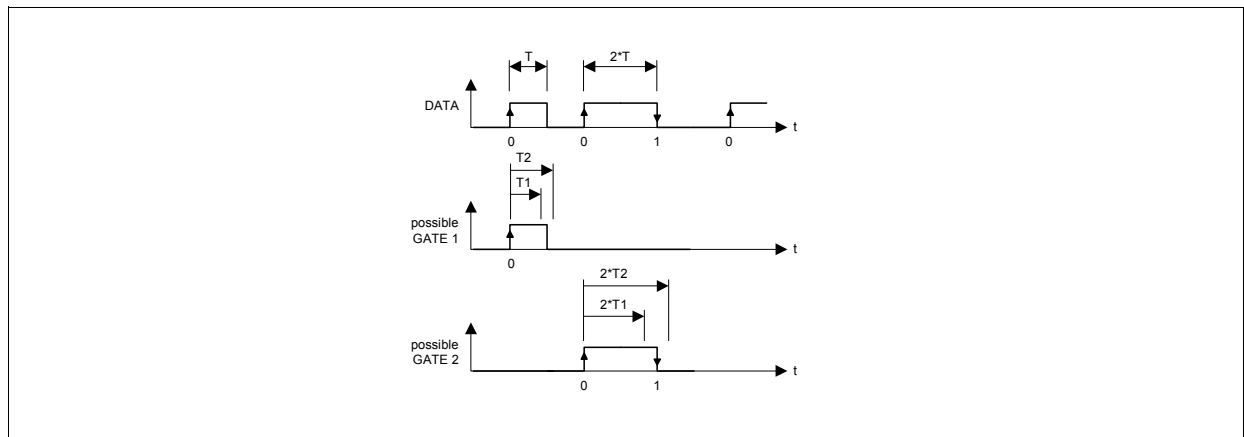 T 2*T
DATA
t
0 0 1 0
T2
T1
possible
GATE 1
t
0
2*T2
2*T1
possible
GATE 2
t
0 1